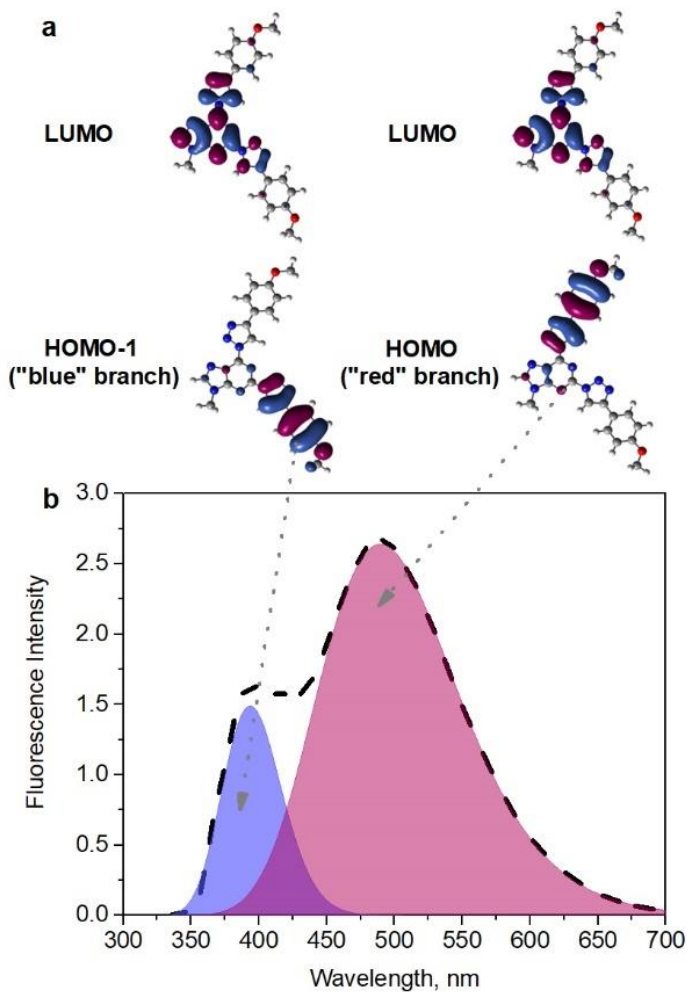 a
LUMO
LUMO
HOMO-1
("blue" branch)
HOMO
("red" branch)
b
3.0
2.5
2.0
1.5
1.0
0.5
0.0
Fluorescence Intensity
300
350
400
450
500
550
600
650
700
Wavelength, nm